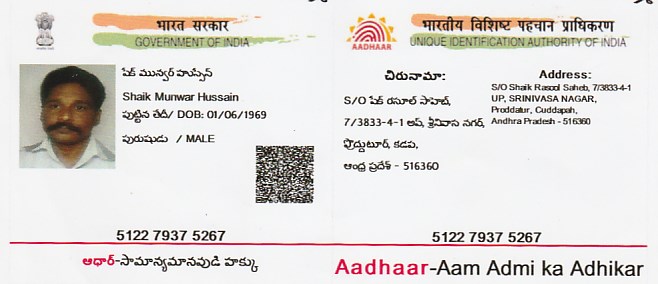 भारत सरकार
GOVERNMENT OF INDIA
షేక్ మున్వర్ హుస్సేన్
Shaik Munwar Hussain
పుట్టిన తేదీ/ DOB: 01/06/1969
పురుషుడు / MALE
5122 7937 5267
ఆధార్-సామాన్యమానవుడి హక్కు
भारतीय विशिष्ट पहचान प्राधिकरण
UNIQUE IDENTIFICATION AUTHORITY OF INDIA
AADHAAR
చిరునామా:
S/O షేక్ రసూల్ సాహెబ్,
7/3833-4-1 అప్, శ్రీనివాస నగర్,
ప్రొద్దుటూర్, కడప,
ఆంధ్ర ప్రదేశ్ - 516360
Address:
S/O Shaik Rasool Saheb, 7/3833-4-1
UP, SRINIVASA NAGAR,
Proddatur, Cuddapah,
Andhra Pradesh - 516360
5122 7937 5267
Aadhaar-Aam Admi ka Adhikar